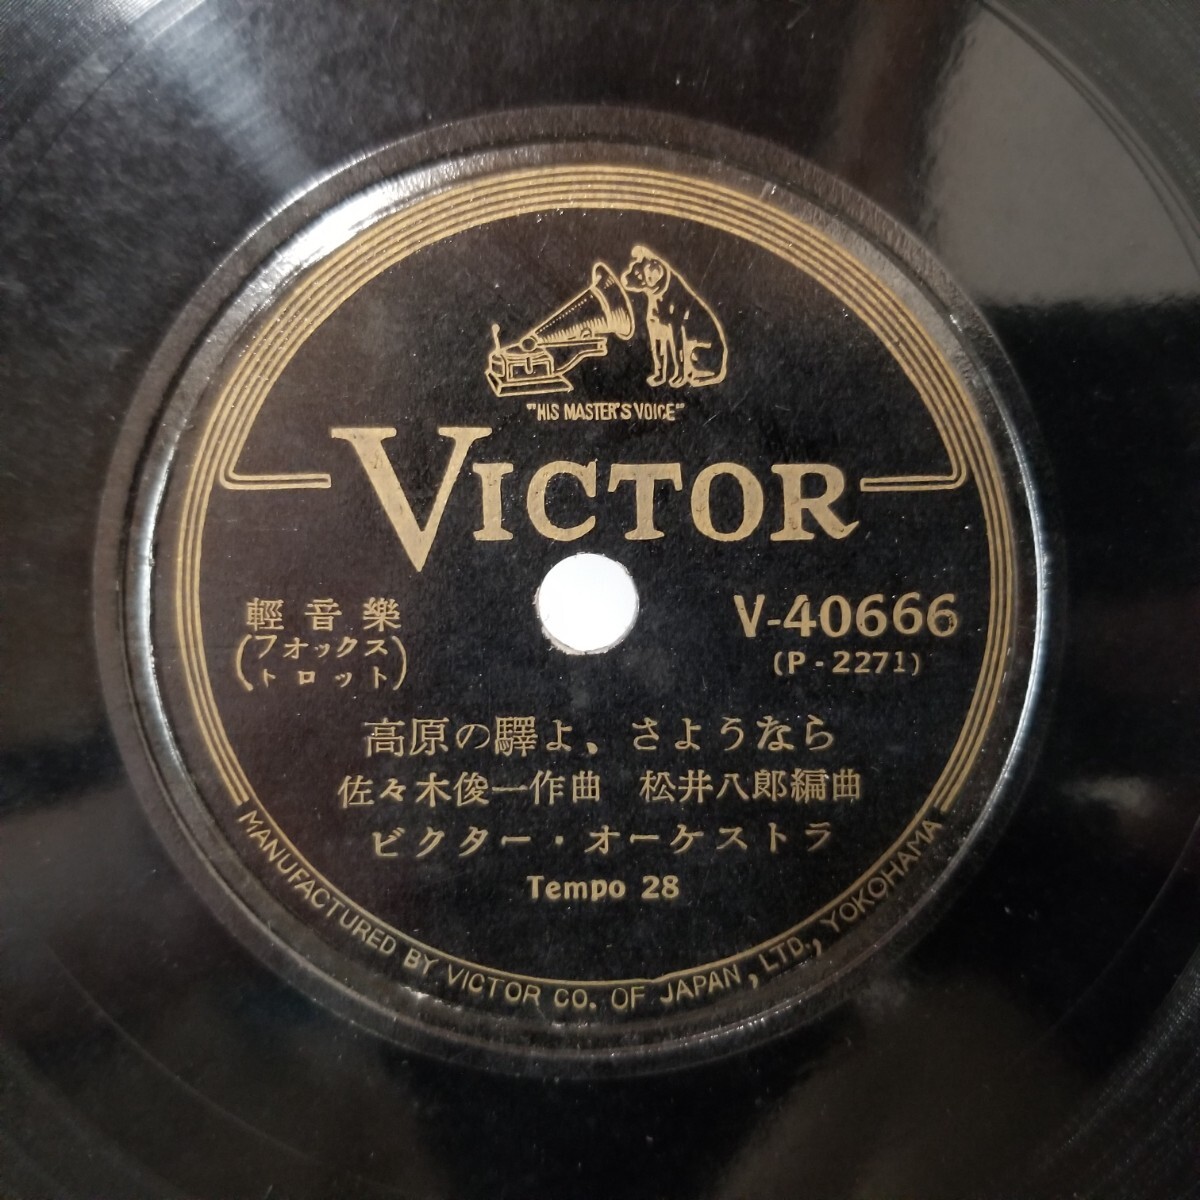 "HIS MASTER'S VOICE"
VICTOR
輕音樂
(フォックス
トロット)
V-40666
(P-2271)
高原の驛よ、さようなら
佐々木俊一作曲 松井八郎編曲
ビクター・オーケストラ
Tempo 28
MANUFACTURED BY VICTOR CO. OF JAPAN, LTD., YOKOHAMA